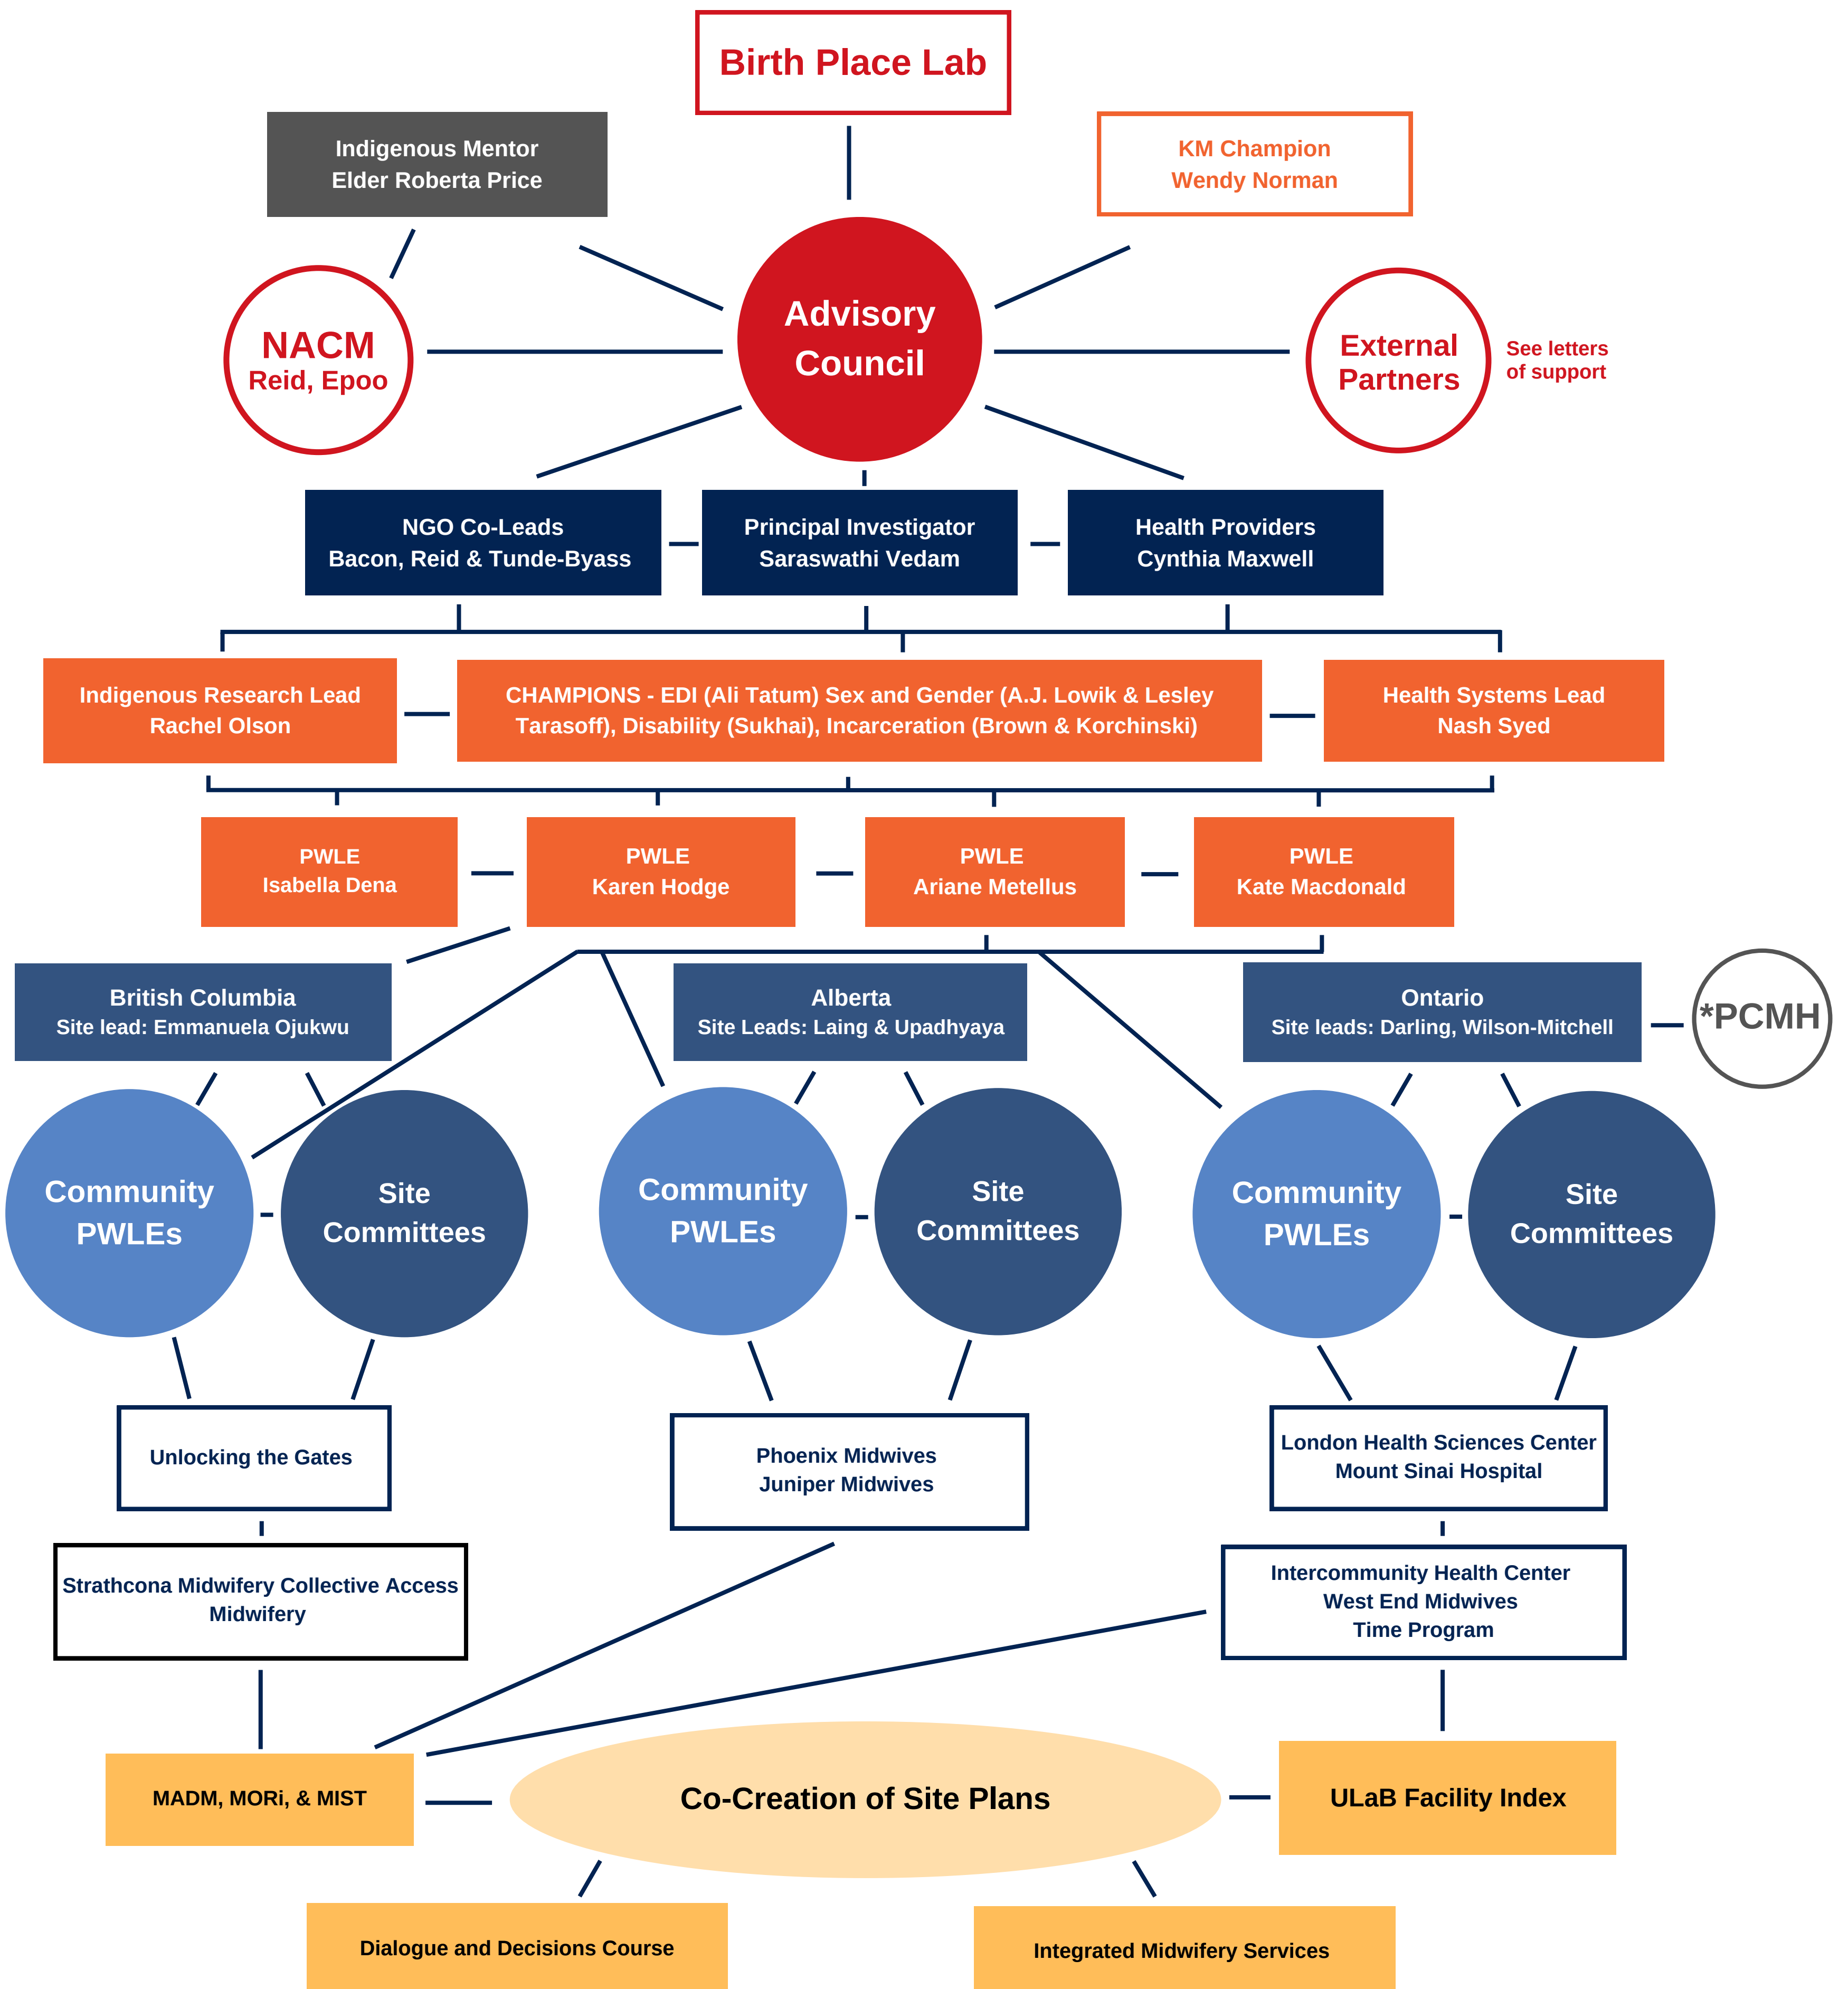 Birth Place Lab
Indigenous Mentor
Elder Roberta Price
KM Champion
Wendy Norman
Advisory
Council
NACM
Reid, Epoo
External
Partners
See letters
of support
NGO Co-Leads
Bacon, Reid & Tunde-Byass
Principal Investigator
Saraswathi Vedam
Health Providers
Cynthia Maxwell
Indigenous Research Lead
Rachel Olson
CHAMPIONS - EDI (Ali Tatum) Sex and Gender (A.J. Lowik & Lesley
Tarasoff), Disability (Sukhai), Incarceration (Brown & Korchinski)
Health Systems Lead
Nash Syed
PWLE
Isabella Dena
PWLE
Karen Hodge
PWLE
Ariane Metellus
PWLE
Kate Macdonald
British Columbia
Site lead: Emmanuela Ojukwu
Alberta
Site Leads: Laing & Upadhyaya
Ontario
Site leads: Darling, Wilson-Mitchell
*PCMH
Community
PWLEs
Site
Committees
Community
PWLEs
Site
Committees
Community
PWLEs
Site
Committees
Unlocking the Gates
Phoenix Midwives
Juniper Midwives
London Health Sciences Center
Mount Sinai Hospital
Strathcona Midwifery Collective Access
Midwifery
Intercommunity Health Center
West End Midwives
Time Program
MADM, MORi, & MIST
Co-Creation of Site Plans
ULaB Facility Index
Dialogue and Decisions Course
Integrated Midwifery Services